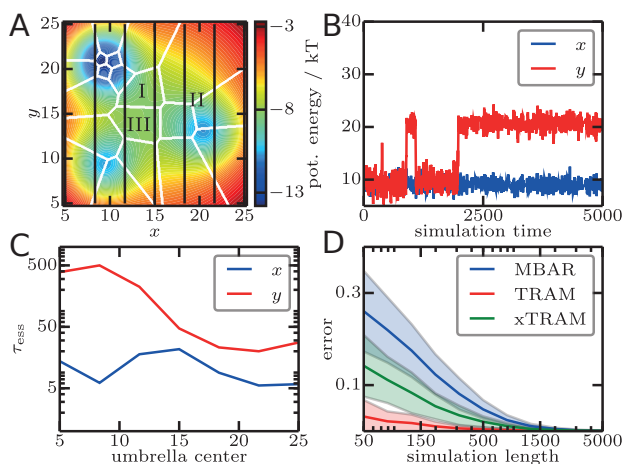 A
25
20
15
10
5
y
5 10 15 20 25
x
I
II
III
−3
−8
−13
pot. energy / kT
B
40
30
20
10
0 2500 5000
simulation time
x
y
C
500
50
5
τess
5 10 15 20 25
umbrella center
x
y
D
0.3
0.1
error
50 150 1500 5000
simulation length
MBAR
TRAM
xTRAM